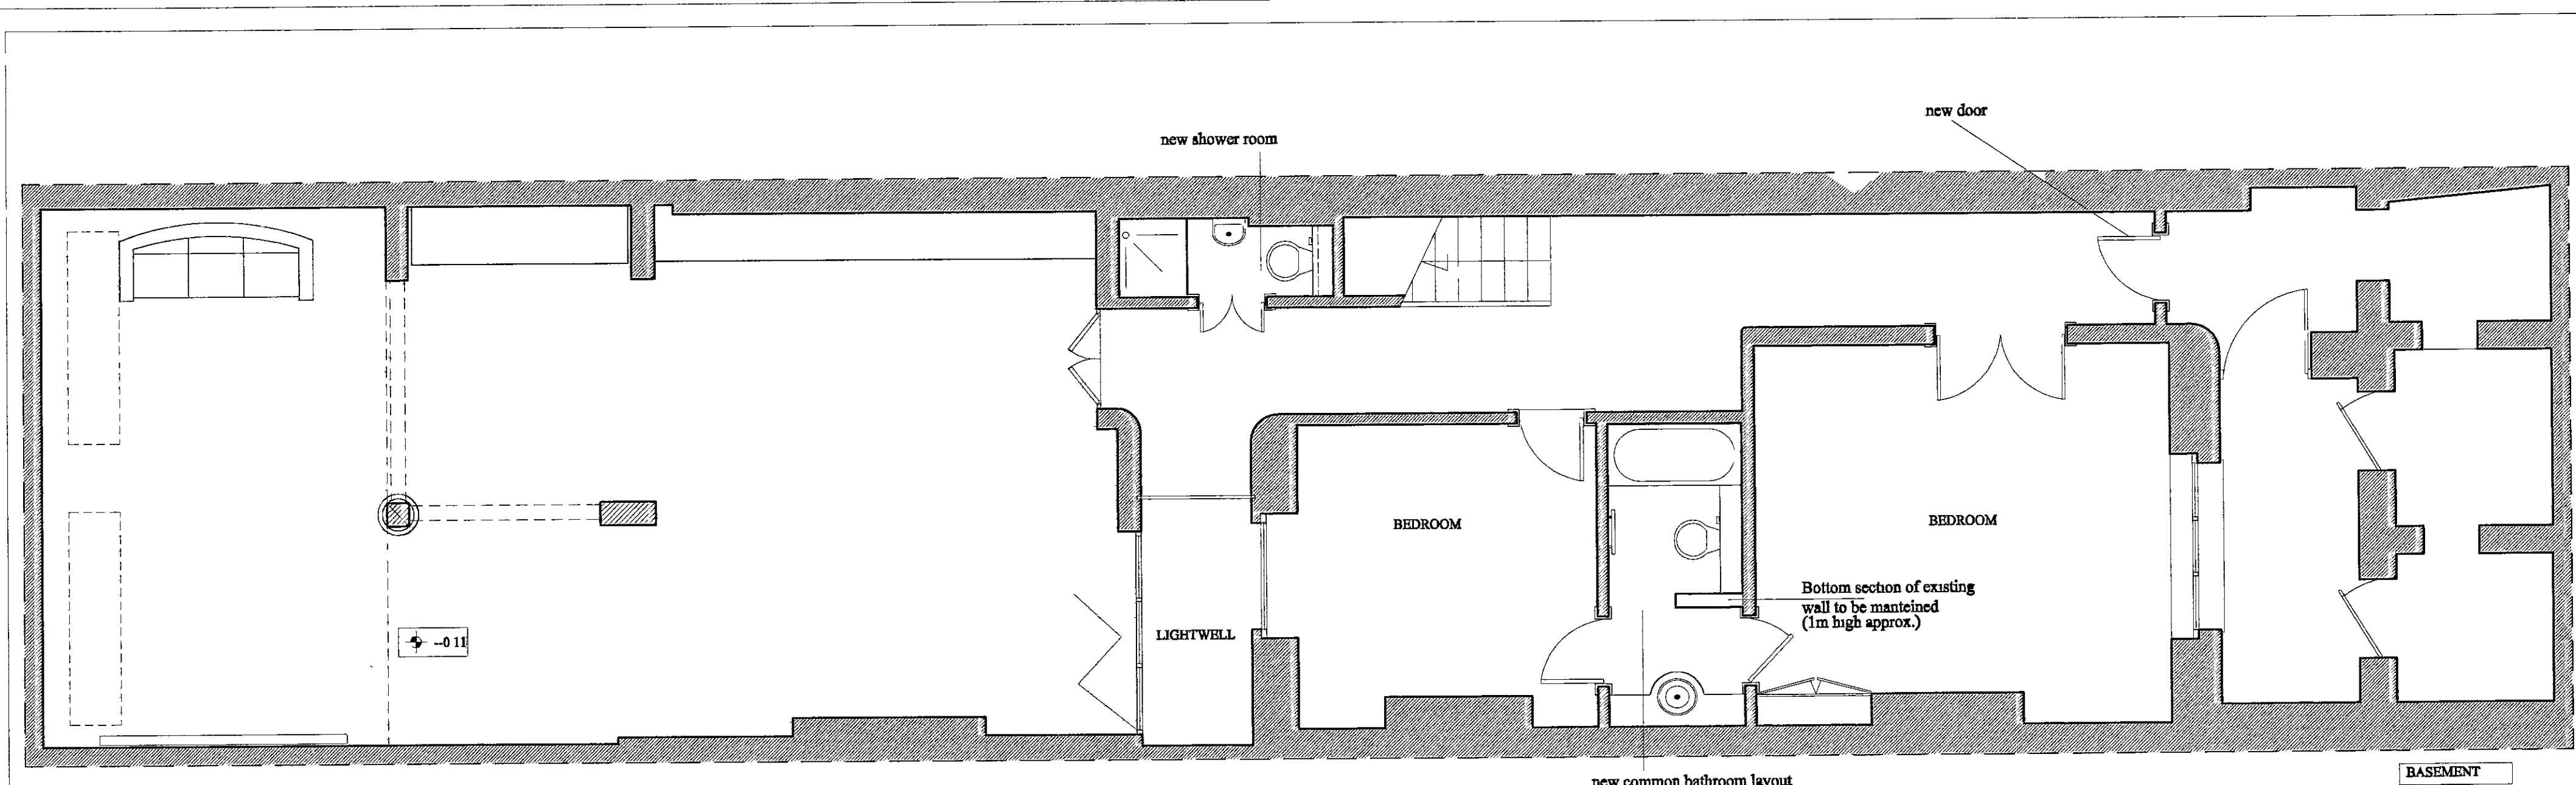 new door
new shower room
BEDROOM
BEDROOM
Bottom section of existing
wall to be manteined
(1m high approx.)
LIGHTWELL
--0 11
new common bathroom layout
BASEMENT